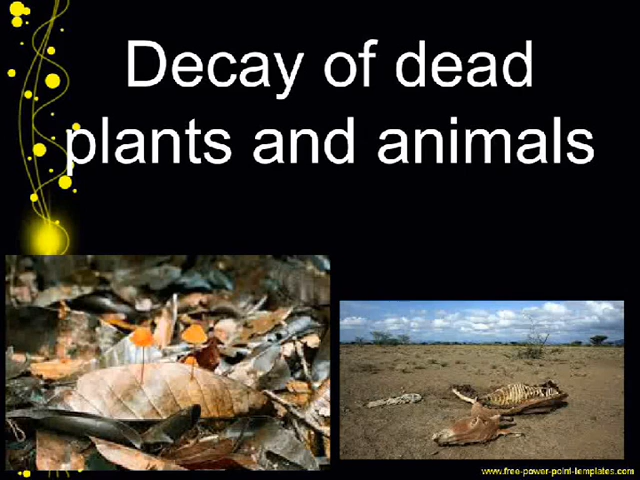 Decay of dead
plants and animals
www.free-power-point-templates.com